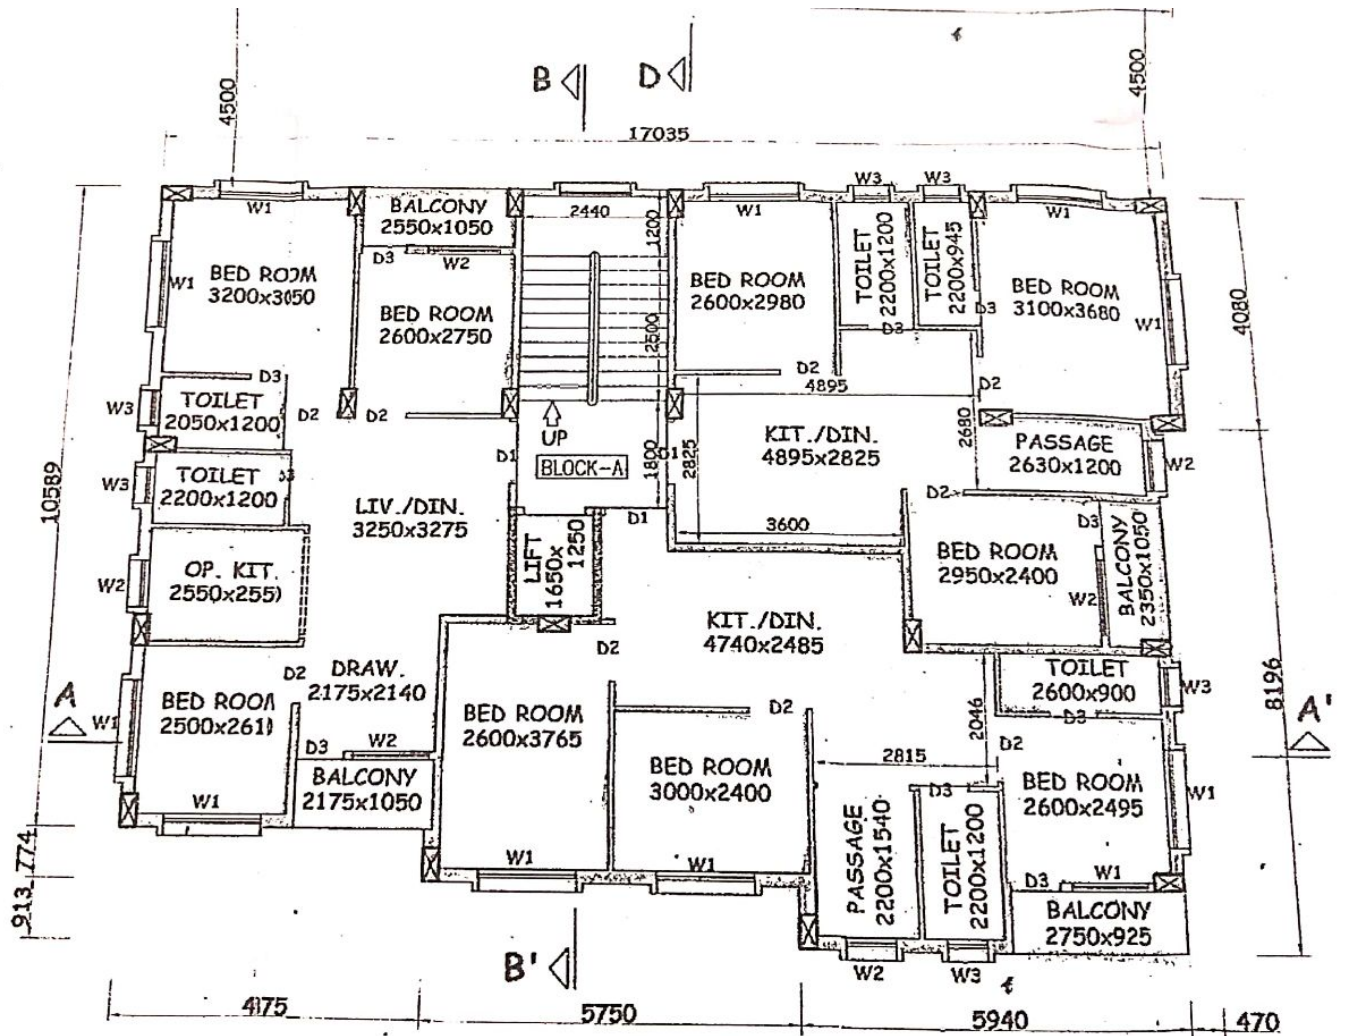 B
D
4500
4500
17035
W1
BALCONY
2550x1050
2440
1200
W1
W3
W3
W1
D3
W2
BED ROOM
3200x3050
W1
BED ROOM
2600x2750
BED ROOM
2600x2980
TOILET
2200x1200
TOILET
2200x945
D3
BED ROOM
3100x3680
W1
4080
2500
D3
D3
W3
TOILET
2050x1200
D2
D2
UP
BLOCK-A
1800
D1
D1
D2
4895
2825
KIT./DIN.
4895x2825
2680
D2
PASSAGE
2630x1200
W2
10589
W3
TOILET
2200x1200
LIV./DIN.
3250x3275
D1
3600
D2
D3
BALCONY
2350x1050
LIFT
1650x
1250
BED ROOM
2950x2400
W2
W2
OP. KIT.
KIT./DIN.
4740x2485
D2
D2
DRAW.
2175x2140
TOILET
2600x900
W3
D3
8196
A
A'
W1
BED ROOM
BED ROOM
2600x3765
D2
2046
D2
D3
W2
BALCONY
2175x1050
BED ROOM
3000x2400
2815
D3
BED ROOM
2600x2495
W1
W1
774
913
W1
W1
PASSAGE
2200x1540
TOILET
2200x1200
D3
W1
BALCONY
2750x925
B'
W2
W3
4175
5750
5940
470